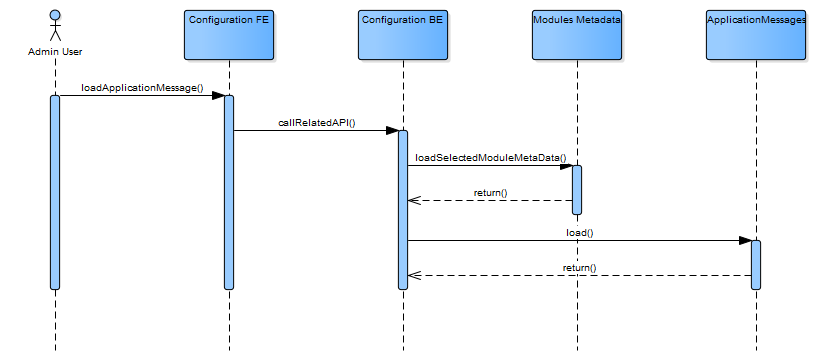 Configuration FE
Configuration BE
Modules Metadata
ApplicationMessages
Admin User
loadApplicationMessage()
callRelatedAPI()
loadSelectedModuleMetaData()
return()
load()
return()